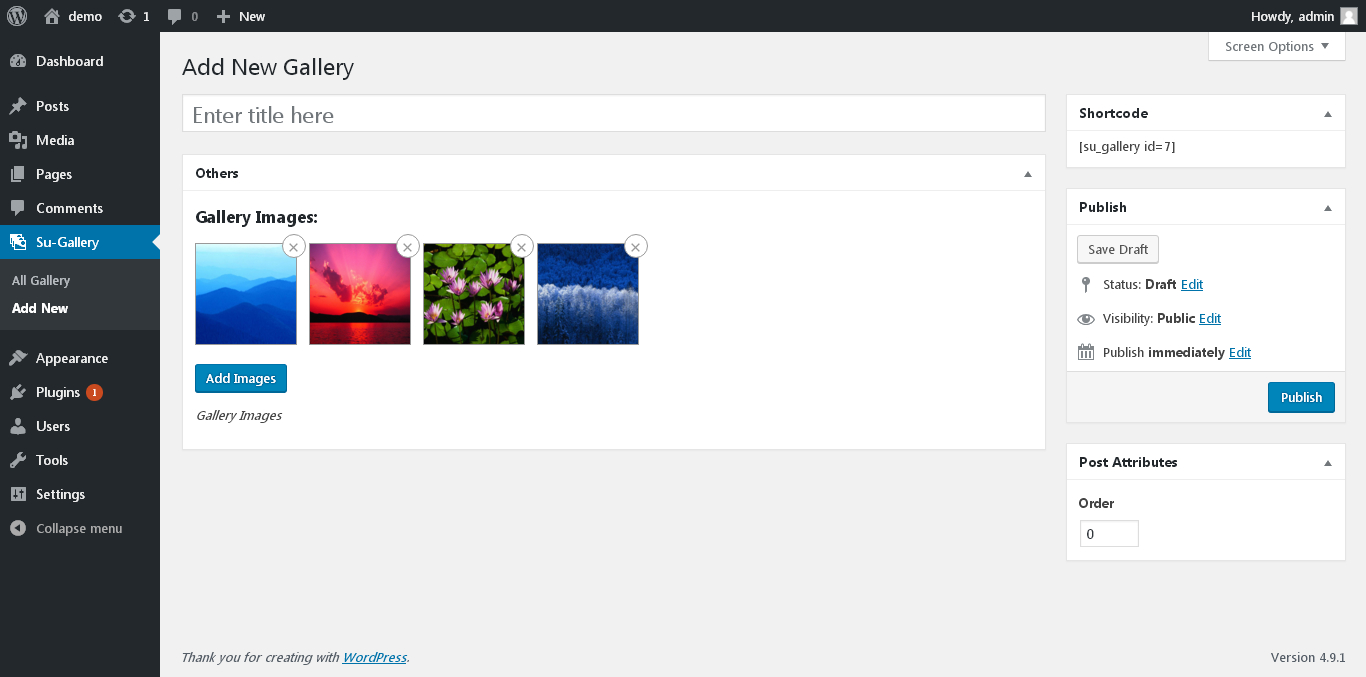 demo 1 0 New Howdy, admin
Screen Options
Dashboard
Posts
Media
Pages
Comments
Su-Gallery
All Gallery
Add New
Appearance
Plugins 1
Users
Tools
Settings
Collapse menu
Add New Gallery
Enter title here
Others
Gallery Images:
Add Images
Gallery Images
Shortcode
[su_gallery id=7]
Publish
Save Draft
Status: Draft Edit
Visibility: Public Edit
Publish immediately Edit
Publish
Post Attributes
Order
0
Thank you for creating with WordPress.
Version 4.9.1